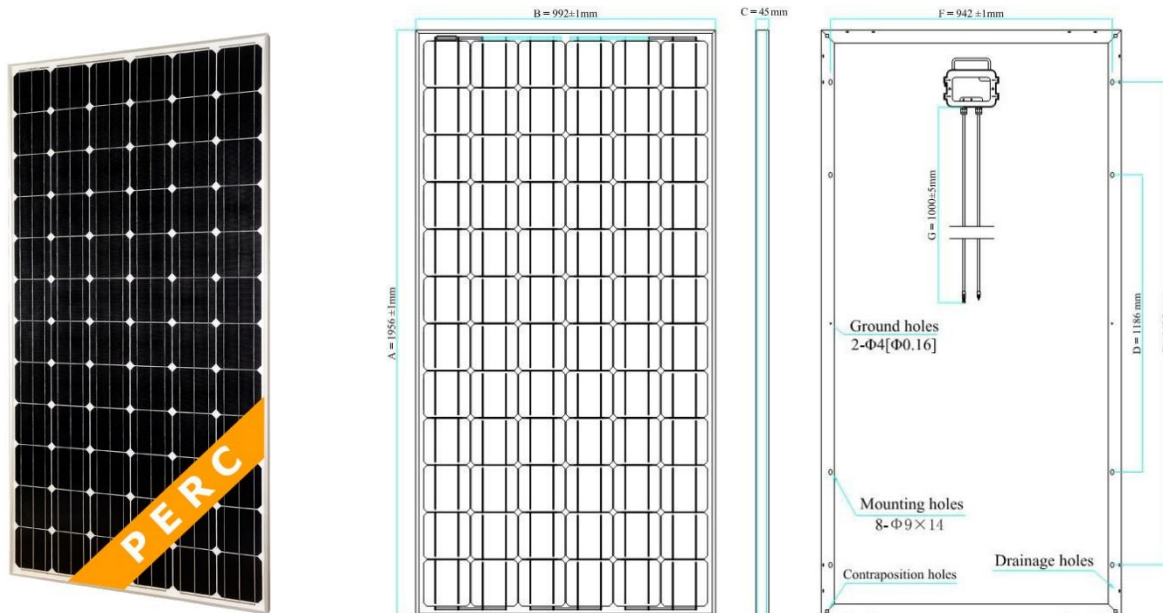 PERC
B = 992±1mm
A = 1956 ±1mm
C = 45mm
F = 942 ±1mm
G = 1000±5mm
Ground holes
2-Φ4[Φ0.16]
D = 1186 mm
Mounting holes
8-Φ9×14
Drainage holes
Contraposition holes